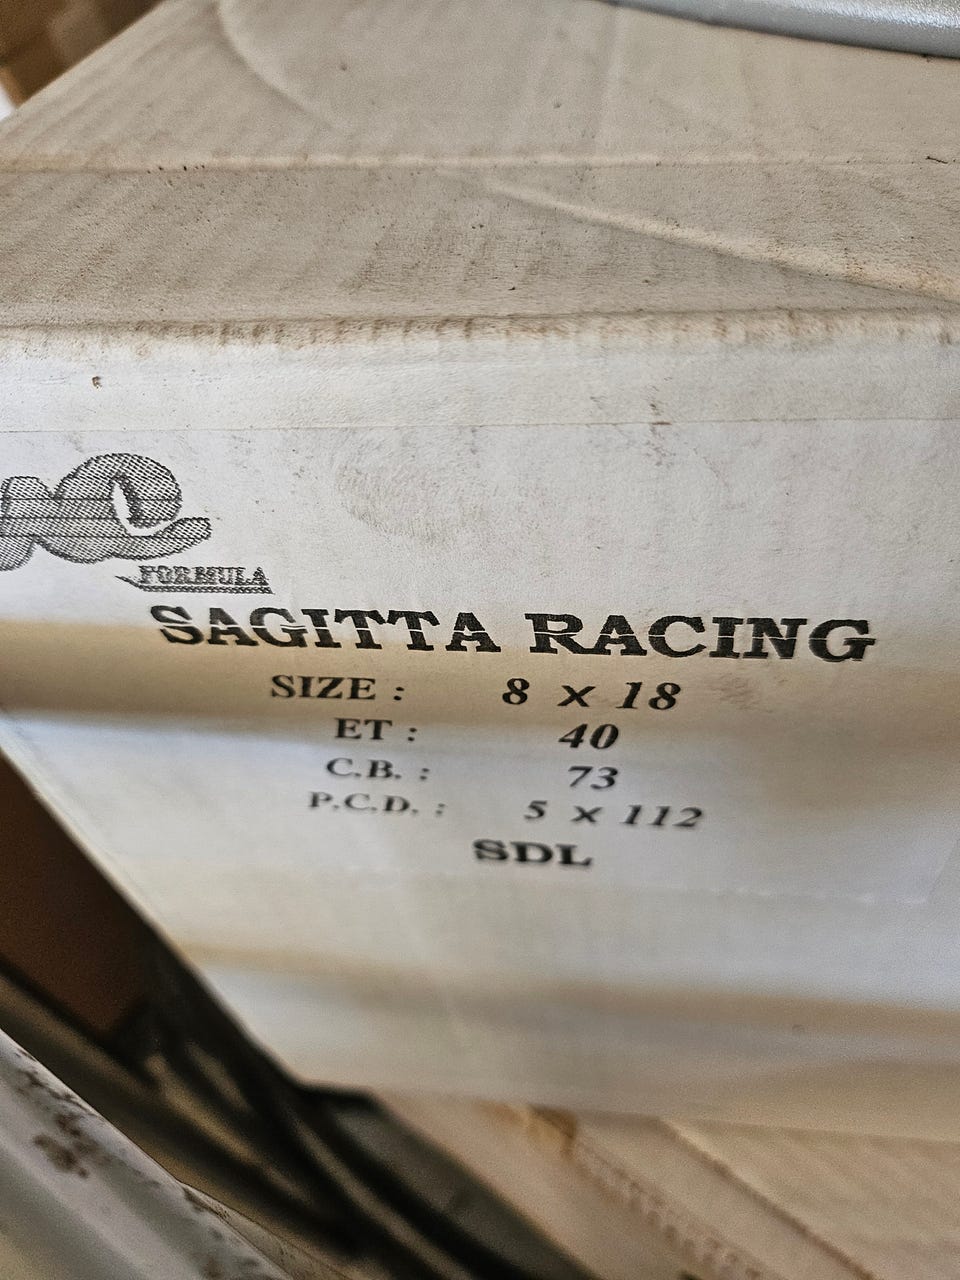 FORMULA
SAGITTA RACING
SIZE : 8 x 18
ET : 40
C.B. : 73
P.C.D. : 5 x 112
SDL